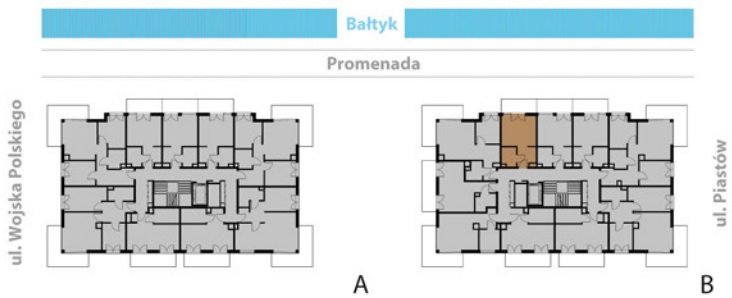 Bałtyk
Promenada
ul. Wojska Polskiego
ul. Piastów
A
B